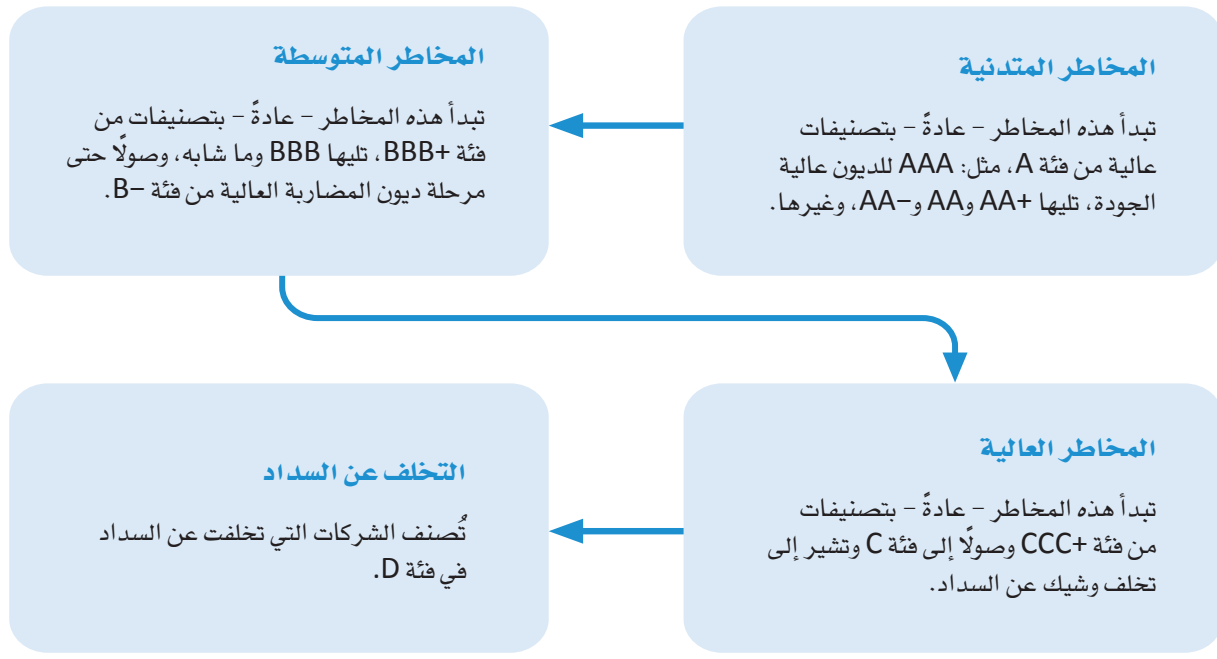 المخاطر المتدنية
تبدأ هذه المخاطر – عادةً – بتصنيفات
عالية من فئة A، مثل: AAA للديون عالية
الجودة، تليها +AA وAA و–AA، وغيرها.
المخاطر المتوسطة
تبدأ هذه المخاطر – عادةً – بتصنيفات من
فئة +BBB، تليها BBB وما شابه، وصولًا حتى
مرحلة ديون المضاربة العالية من فئة –B.
المخاطر العالية
تبدأ هذه المخاطر – عادةً – بتصنيفات
من فئة +CCC وصولًا إلى فئة C وتشير إلى
تخلف وشيك عن السداد.
التخلف عن السداد
تُصنف الشركات التي تخلفت عن السداد
في فئة D.